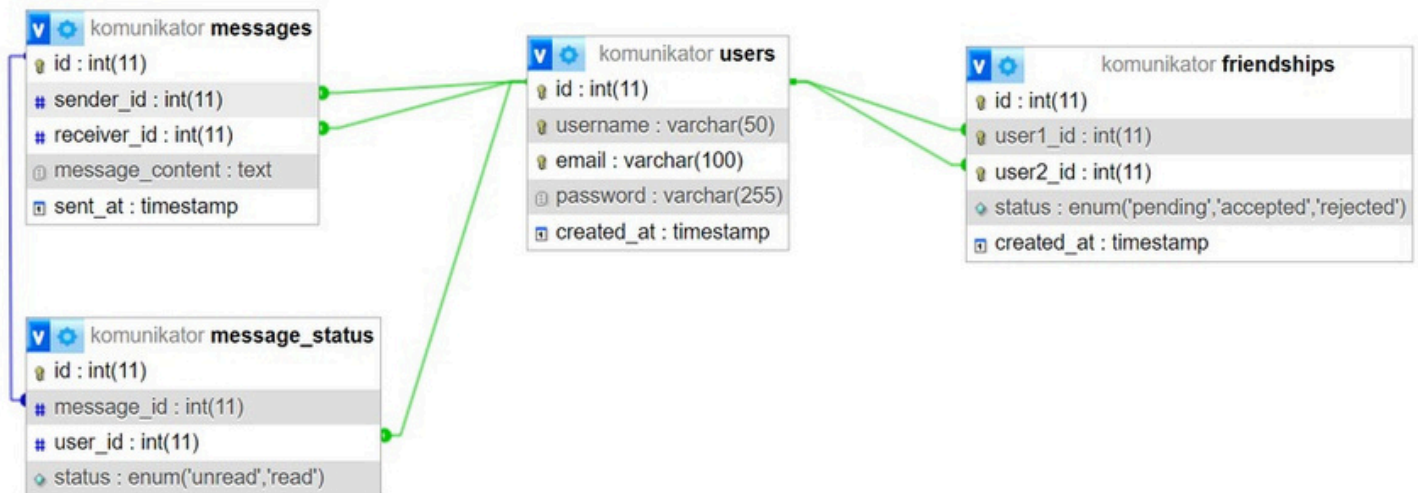 komunikator messages
id : int(11)
sender_id : int(11)
receiver_id : int(11)
message_content : text
sent_at : timestamp
komunikator users
id : int(11)
username : varchar(50)
email : varchar(100)
password : varchar(255)
created_at : timestamp
komunikator friendships
id : int(11)
user1_id : int(11)
user2_id : int(11)
status : enum('pending','accepted','rejected')
created_at : timestamp
komunikator message_status
id : int(11)
message_id : int(11)
user_id : int(11)
status : enum('unread','read')